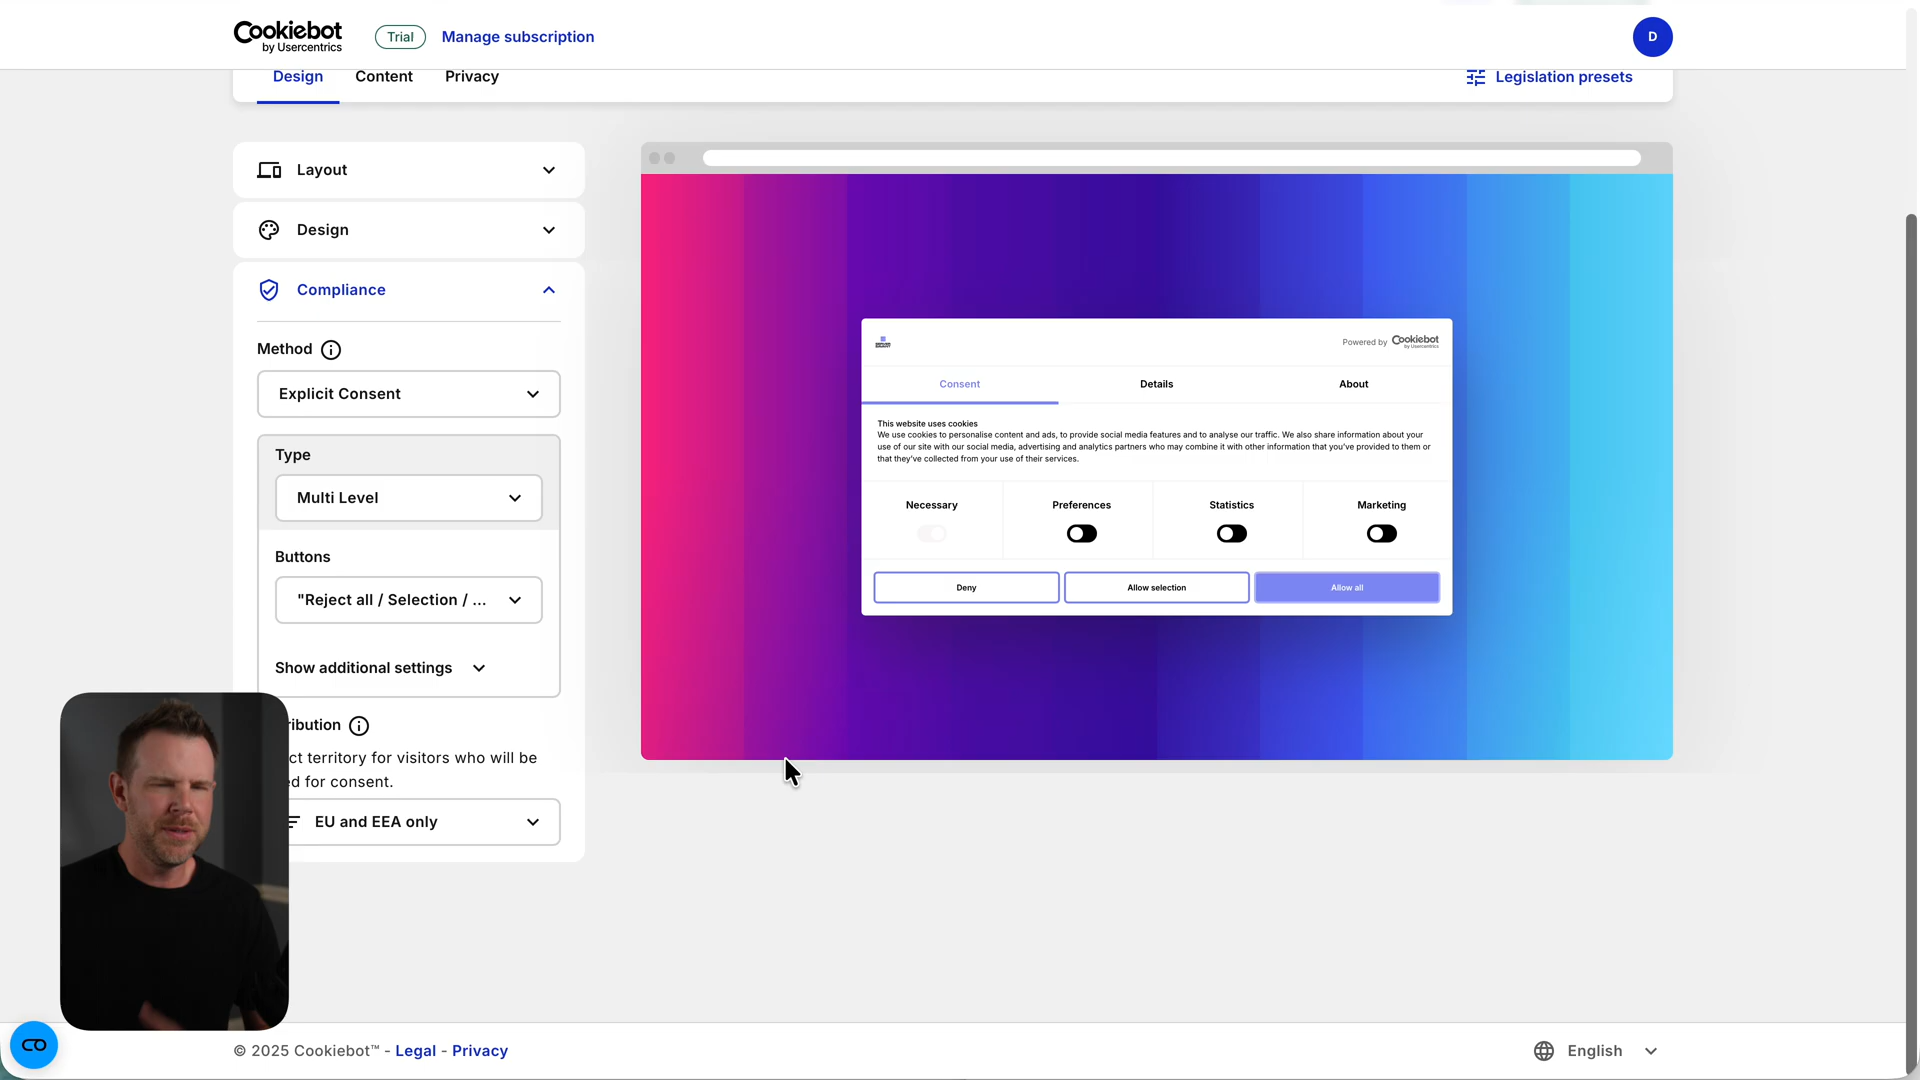 Cookiebot
by Usercentrics
Trial
Manage subscription
D
Design
Content
Privacy
Legislation presets
Layout
Design
Compliance
Method
Explicit Consent
Type
Multi Level
Buttons
"Reject all / Selection / ...
Show additional settings
ribution
ct territory for visitors who will be
ed for consent.
EU and EEA only
Powered by Cookiebot
by Usercentrics
Consent
Details
About
This website uses cookies
We use cookies to personalise content and ads, to provide social media features and to analyse our traffic. We also share information about your
use of our site with our social media, advertising and analytics partners who may combine it with other information that you've provided to them or
that they've collected from your use of their services.
Necessary
Preferences
Statistics
Marketing
Deny
Allow selection
Allow all
© 2025 Cookiebot™ - Legal - Privacy
English